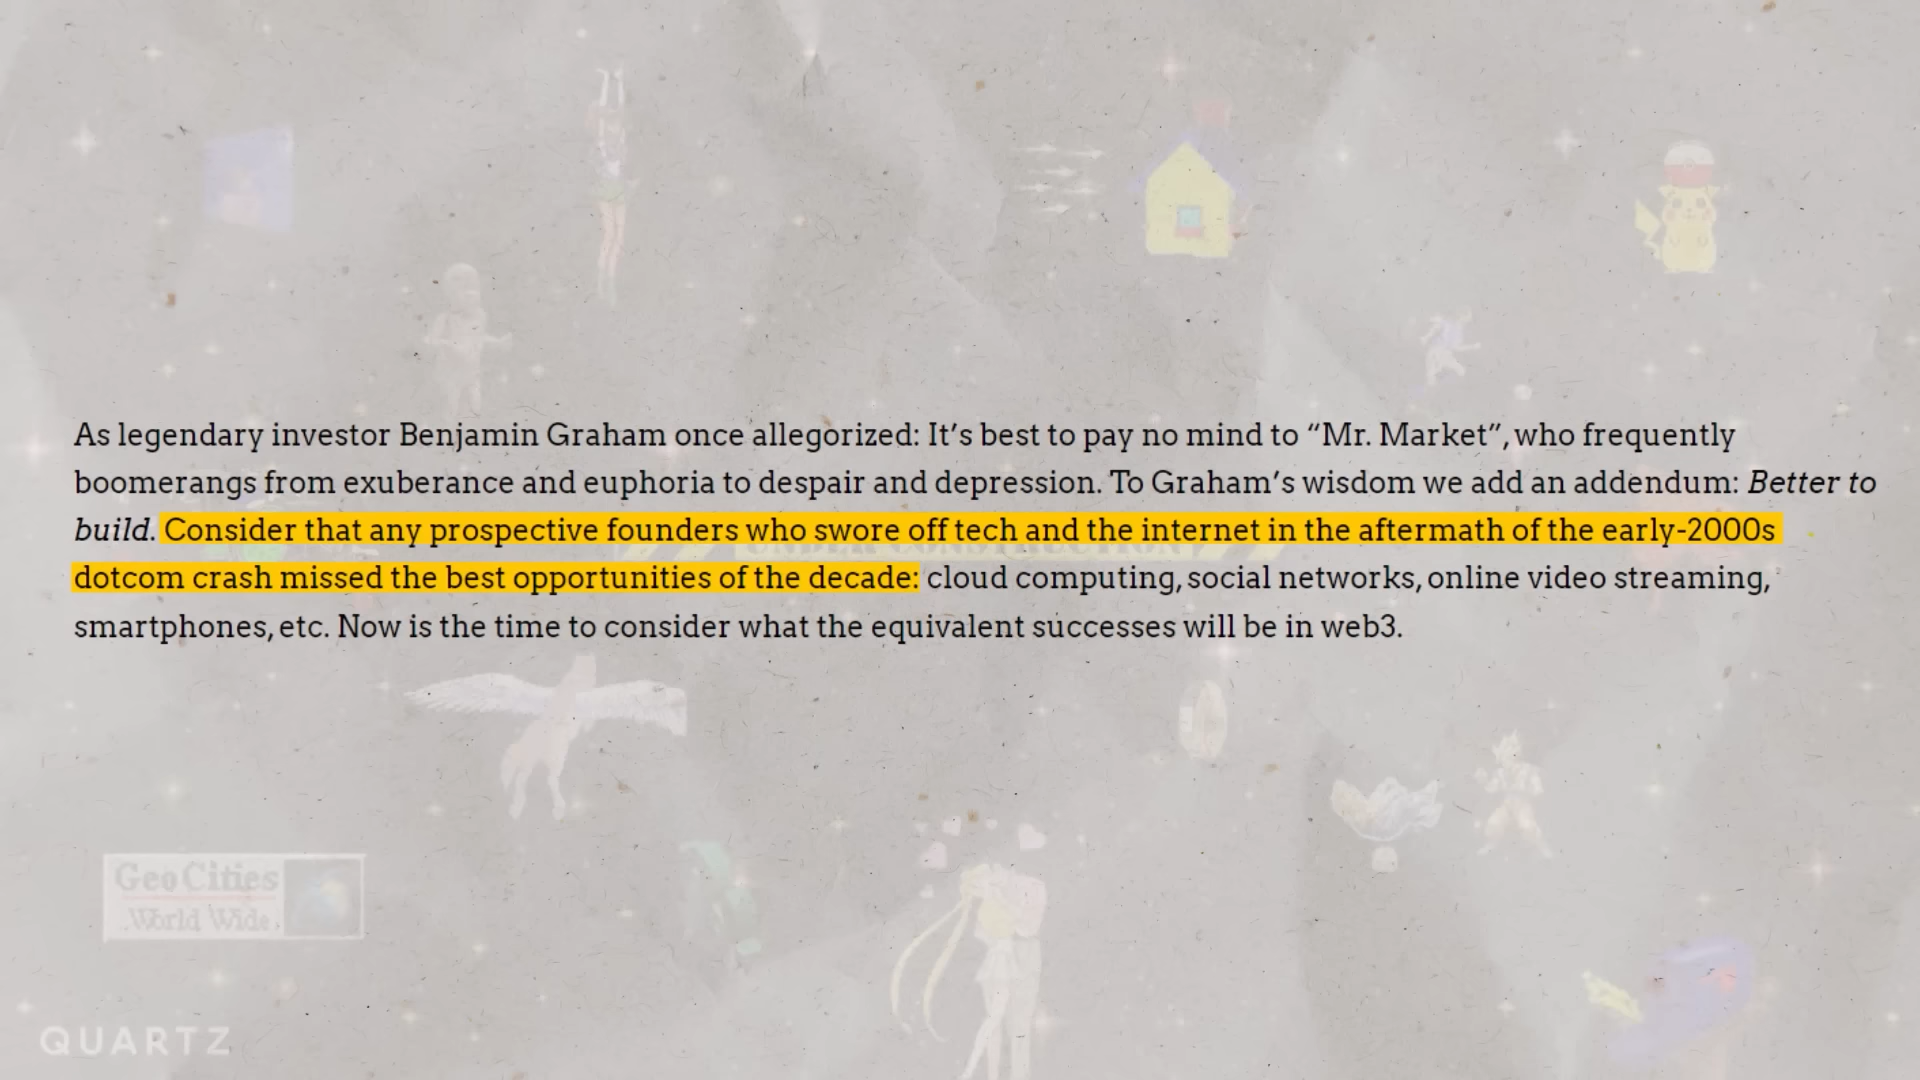 As legendary investor Benjamin Graham once allegorized: It’s best to pay no mind to “Mr. Market”, who frequently
boomerangs from exuberance and euphoria to despair and depression. To Graham’s wisdom we add an addendum: Better to
build. Consider that any prospective founders who swore off tech and the internet in the aftermath of the early-2000s
UNDER CONSTRUCTION
dotcom crash missed the best opportunities of the decade: cloud computing, social networks, online video streaming,
smartphones, etc. Now is the time to consider what the equivalent successes will be in web3.
GeoCities
World Wide
QUARTZ